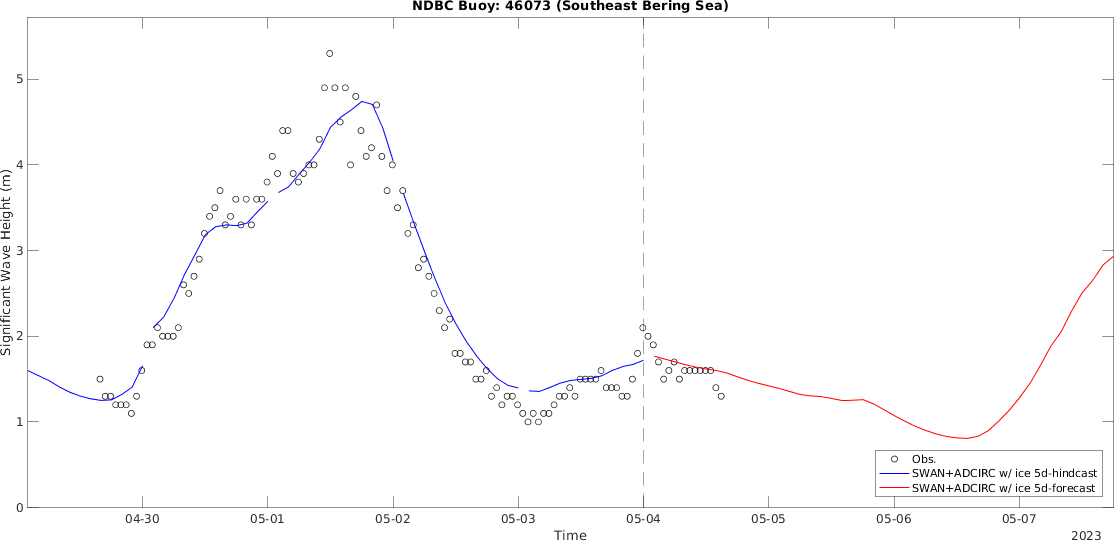 NDBC Buoy: 46073 (Southeast Bering Sea)
Significant Wave Height (m)
5
4
3
2
1
0
Obs.
SWAN+ADCIRC w/ ice 5d-hindcast
SWAN+ADCIRC w/ ice 5d-forecast
04-30 05-01 05-02 05-03 05-04 05-05 05-06 05-07
Time
2023